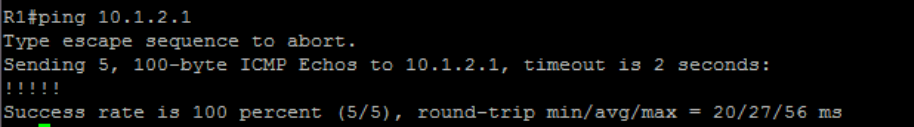 R1#ping 10.1.2.1
Type escape sequence to abort.
Sending 5, 100-byte ICMP Echos to 10.1.2.1, timeout is 2 seconds:
!!!!!
Success rate is 100 percent (5/5), round-trip min/avg/max = 20/27/56 ms